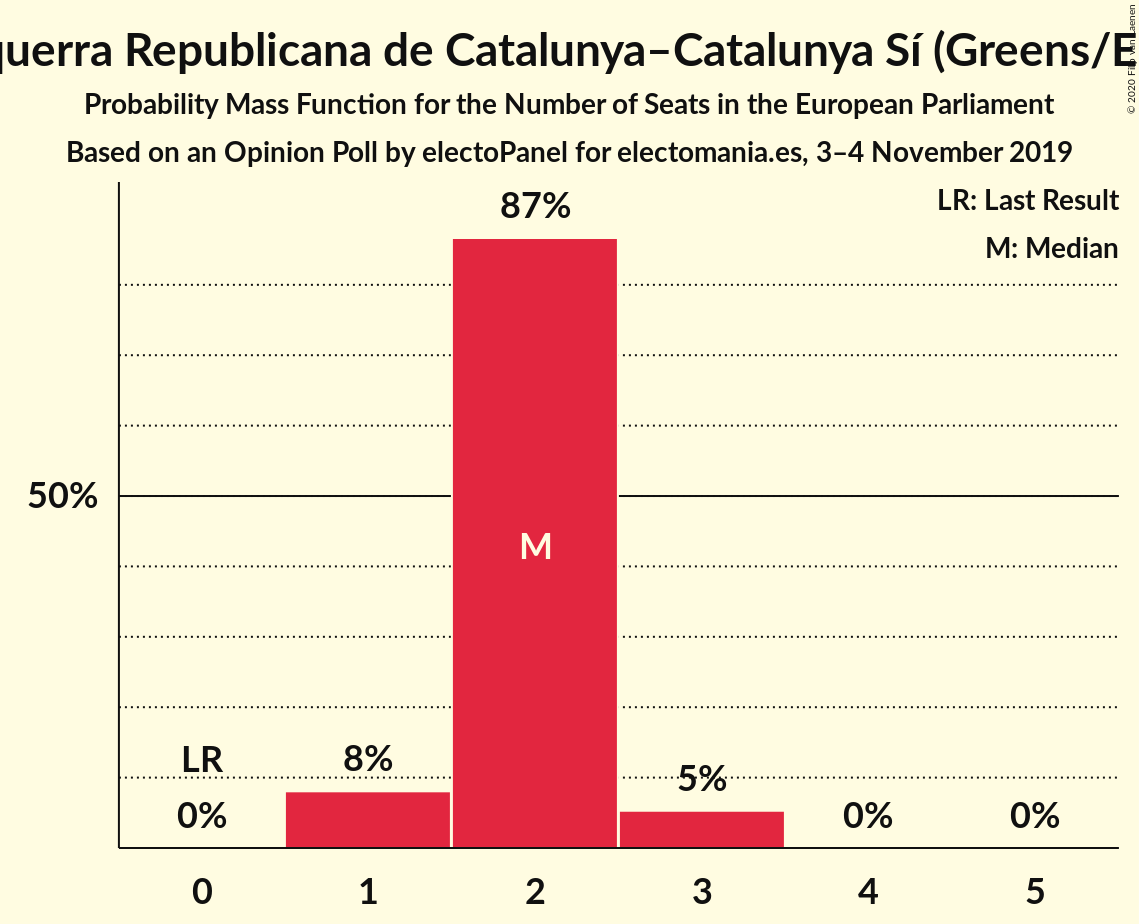 querra Republicana de Catalunya–Catalunya Sí (Greens/E
Probability Mass Function for the Number of Seats in the European Parliament
Based on an Opinion Poll by electoPanel for electomania.es, 3–4 November 2019
© 2020 Filip van Laenen
LR: Last Result
M: Median
87%
50%
M
LR
8%
5%
0%
0%
0%
0 1 2 3 4 5